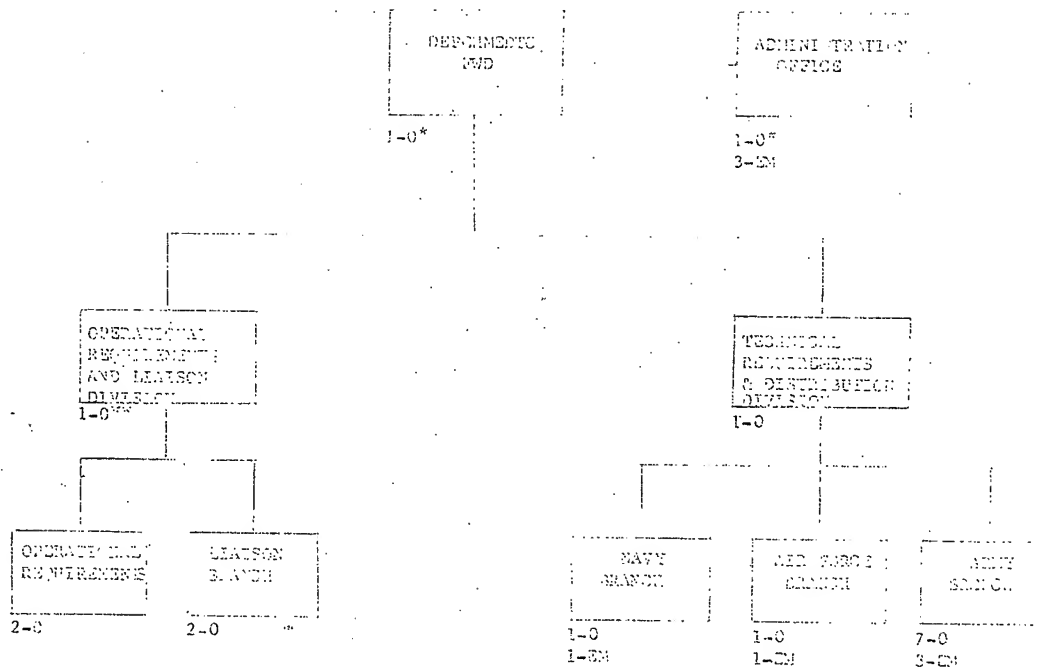 FWD
ADMINISTRATION
OFFICE
1-0*
1-0*
3-EM
OPERATIONAL
REQUIREMENTS
AND LIAISON
DIVISION
1-0**
TECHNICAL
REQUIREMENTS
& DISTRIBUTION
DIVISION
1-0
OPERATIONAL
REQUIREMENTS
2-0
LIAISON
BRANCH
2-0
NAVY
BRANCH
1-0
1-EM
AIR FORCE
BRANCH
1-0
1-EM
ARMY
BRANCH
7-0
3-EM